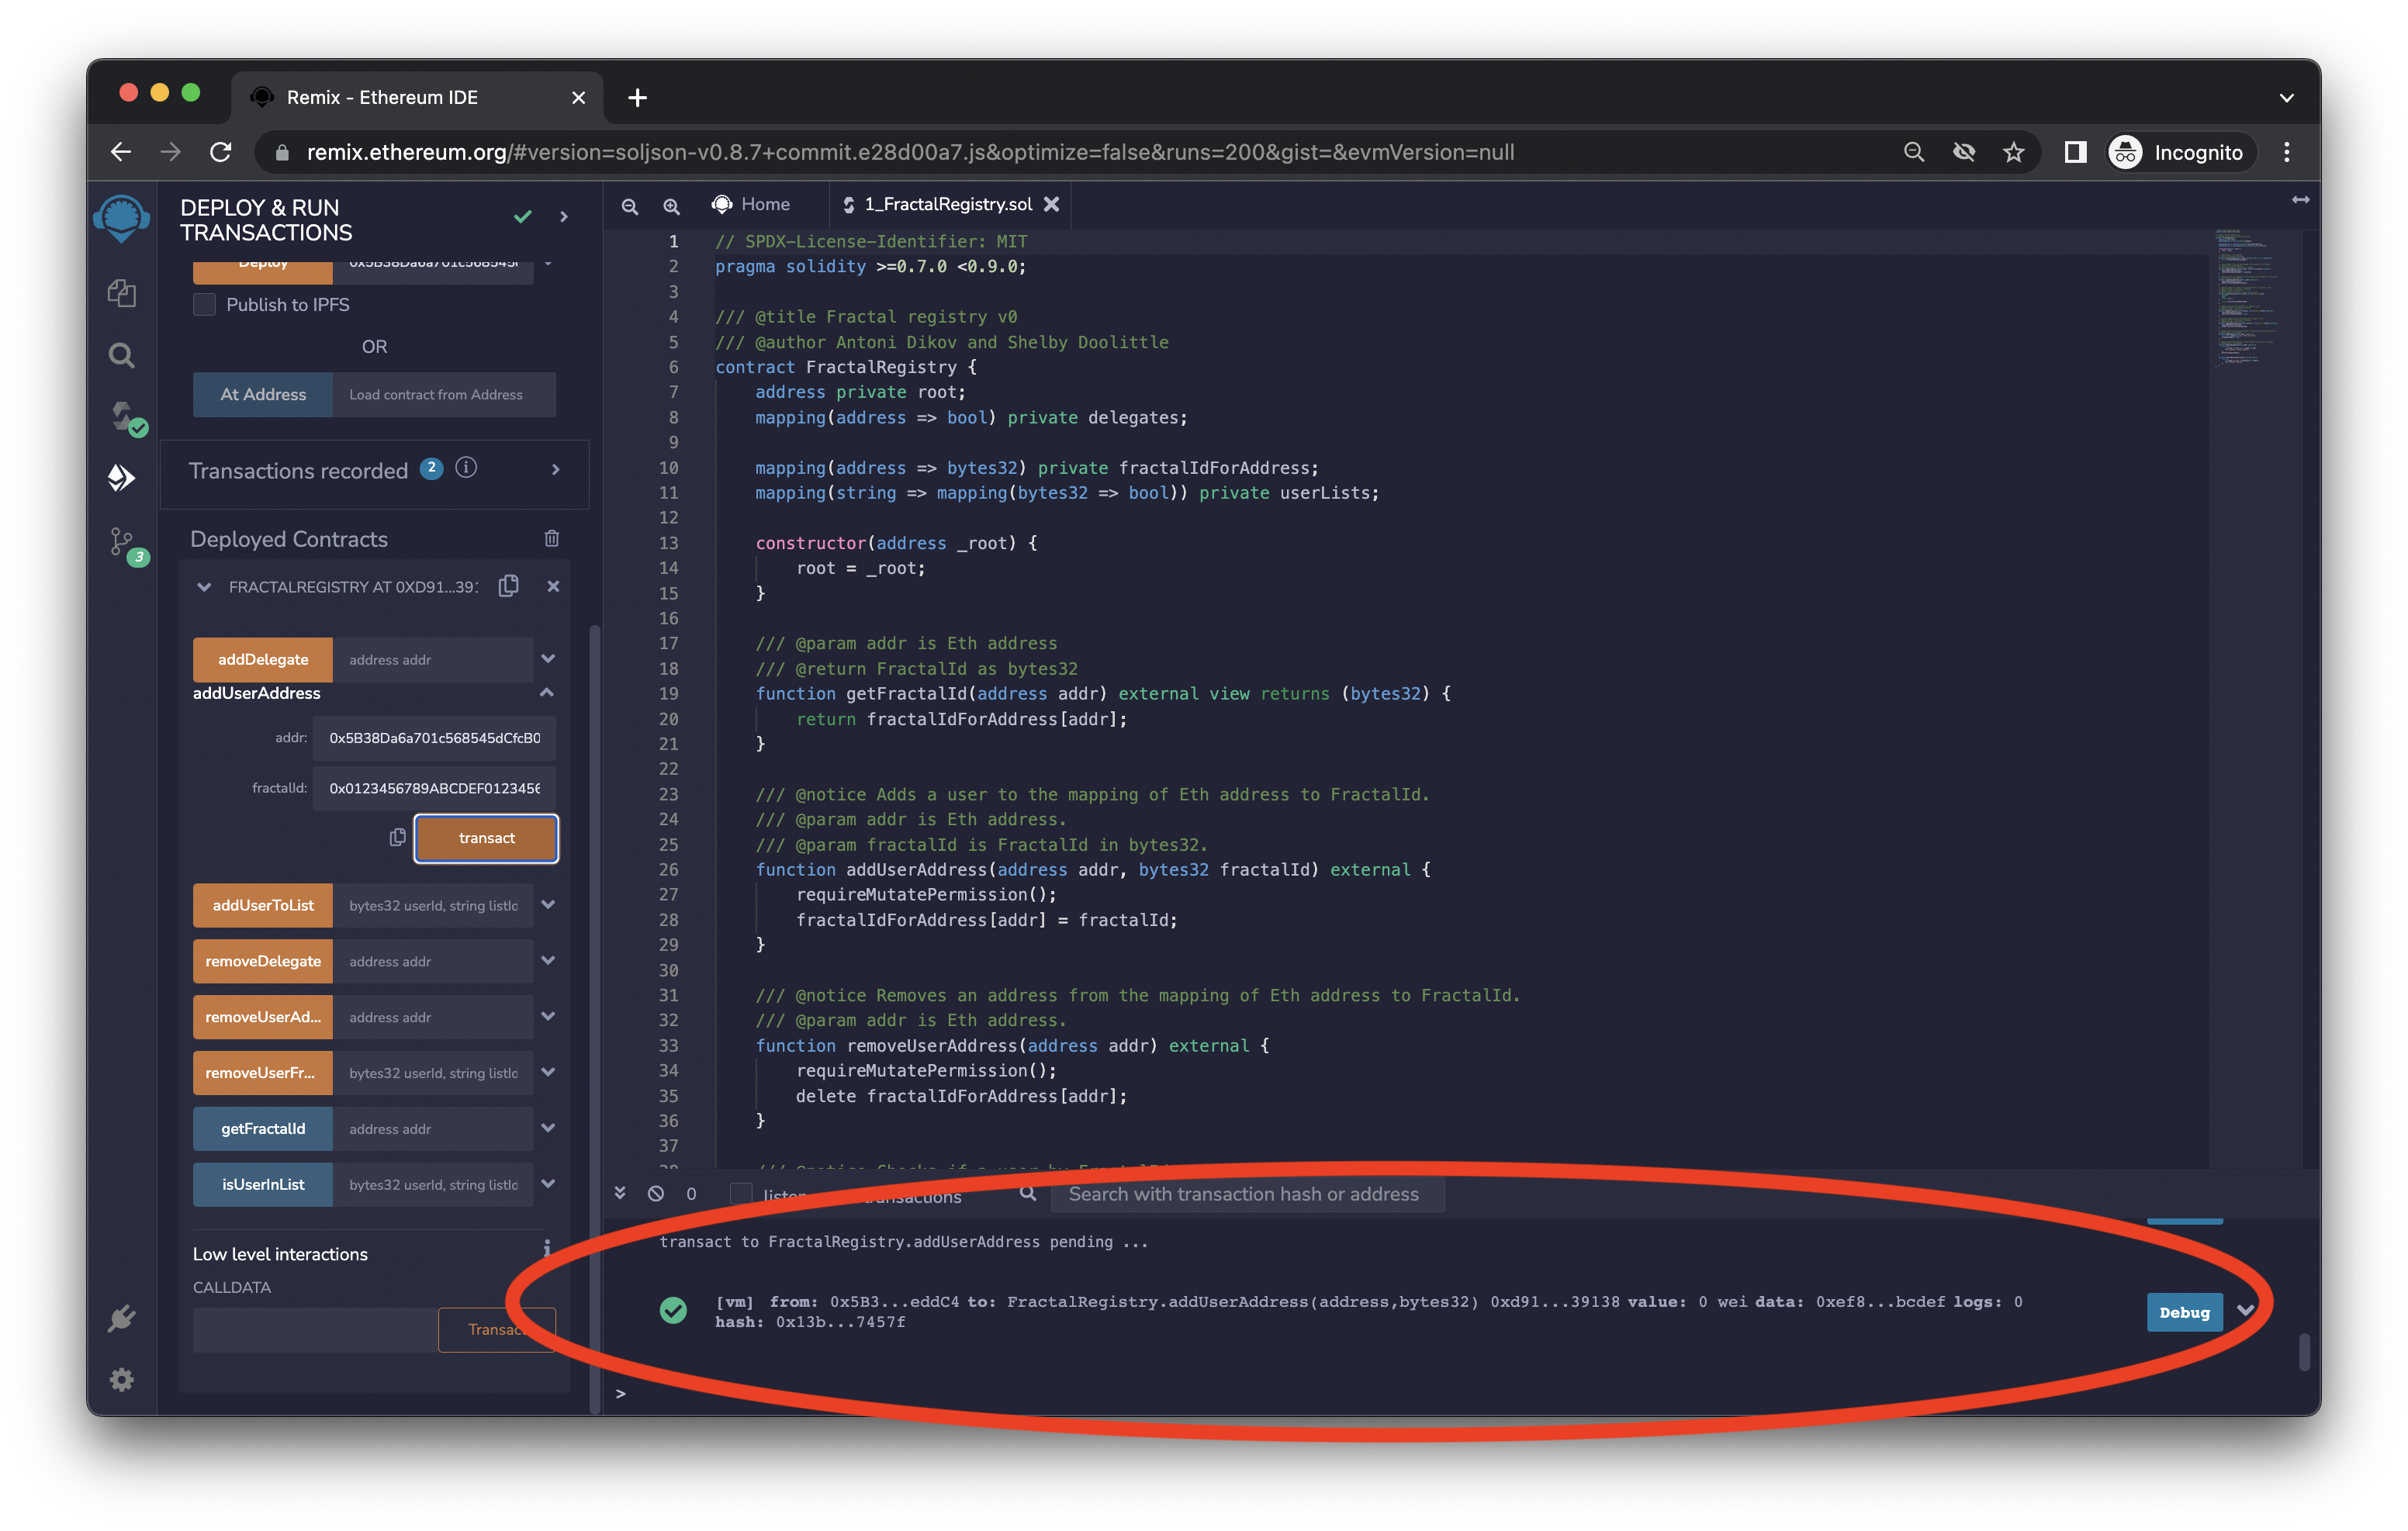 Remix - Ethereum IDE
remix.ethereum.org/#version=soljson-v0.8.7+commit.e28d00a7.js&optimize=false&runs=200&gist=&evmVersion=null
Incognito
DEPLOY & RUN
TRANSACTIONS
Deploy
0x5B38Da6a701c568545
Publish to IPFS
OR
At Address
Load contract from Address
Transactions recorded 2 i
Deployed Contracts
FRACTALREGISTRY AT 0XD91...391
addDelegate
address addr
addUserAddress
addr:
0x5B38Da6a701c568545dCfcB0
fractalId:
0x0123456789ABCDEF0123456
transact
addUserToList
bytes32 userId, string listIc
removeDelegate
address addr
removeUserAd...
address addr
removeUserFr...
bytes32 userId, string listIc
getFractalId
address addr
isUserInList
bytes32 userId, string listIc
Low level interactions
i
CALLDATA
Transact
3
Home
1_FractalRegistry.sol
1 // SPDX-License-Identifier: MIT
2 pragma solidity >=0.7.0 <0.9.0;
3
4 /// @title Fractal registry v0
5 /// @author Antoni Dikov and Shelby Doolittle
6 contract FractalRegistry {
7 address private root;
8 mapping(address => bool) private delegates;
9
10 mapping(address => bytes32) private fractalIdForAddress;
11 mapping(string => mapping(bytes32 => bool)) private userLists;
12
13 constructor(address _root) {
14 root = _root;
15 }
16
17 /// @param addr is Eth address
18 /// @return FractalId as bytes32
19 function getFractalId(address addr) external view returns (bytes32) {
20 return fractalIdForAddress[addr];
21 }
22
23 /// @notice Adds a user to the mapping of Eth address to FractalId.
24 /// @param addr is Eth address.
25 /// @param fractalId is FractalId in bytes32.
26 function addUserAddress(address addr, bytes32 fractalId) external {
27 requireMutatePermission();
28 fractalIdForAddress[addr] = fractalId;
29 }
30
31 /// @notice Removes an address from the mapping of Eth address to FractalId.
32 /// @param addr is Eth address.
33 function removeUserAddress(address addr) external {
34 requireMutatePermission();
35 delete fractalIdForAddress[addr];
36 }
37
0
transactions
Search with transaction hash or address
transact to FractalRegistry.addUserAddress pending ...
[vm] from: 0x5B3...eddC4 to: FractalRegistry.addUserAddress(address,bytes32) 0xd91...39138 value: 0 wei data: 0xef8...bcdef logs: 0
hash: 0x13b...7457f
Debug
>